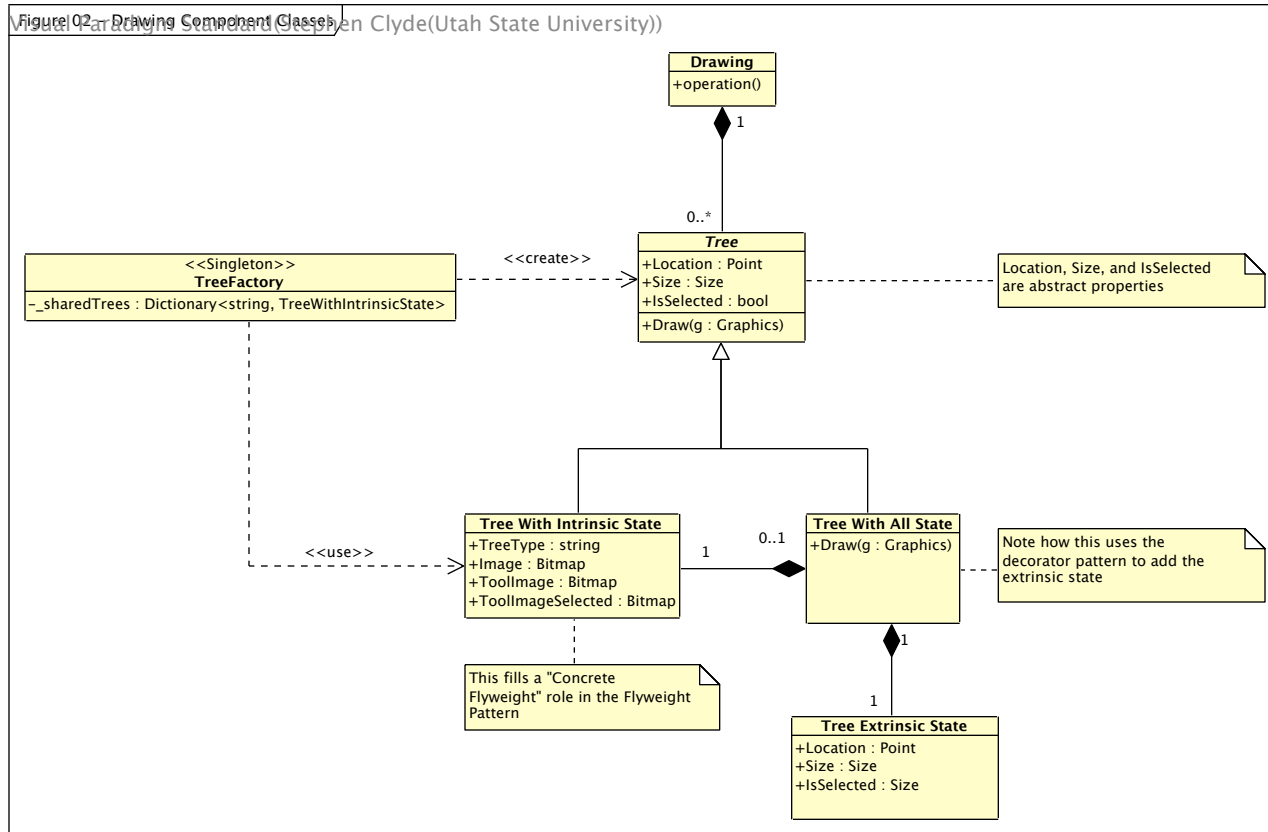 Figure 02 – Drawing Component Classes
Visual Paradigm Standard(Stephen Clyde(Utah State University))
Drawing
+operation()
1
0..*
Tree
+Location : Point
+Size : Size
+IsSelected : bool
+Draw(g : Graphics)
<<create>>
<<Singleton>>
TreeFactory
-_sharedTrees : Dictionary<string, TreeWithIntrinsicState>
Location, Size, and IsSelected
are abstract properties
<<use>>
Tree With Intrinsic State
+TreeType : string
+Image : Bitmap
+ToolImage : Bitmap
+ToolImageSelected : Bitmap
1
0..1
Tree With All State
+Draw(g : Graphics)
Note how this uses the
decorator pattern to add the
extrinsic state
This fills a "Concrete
Flyweight" role in the Flyweight
Pattern
1
1
Tree Extrinsic State
+Location : Point
+Size : Size
+IsSelected : Size